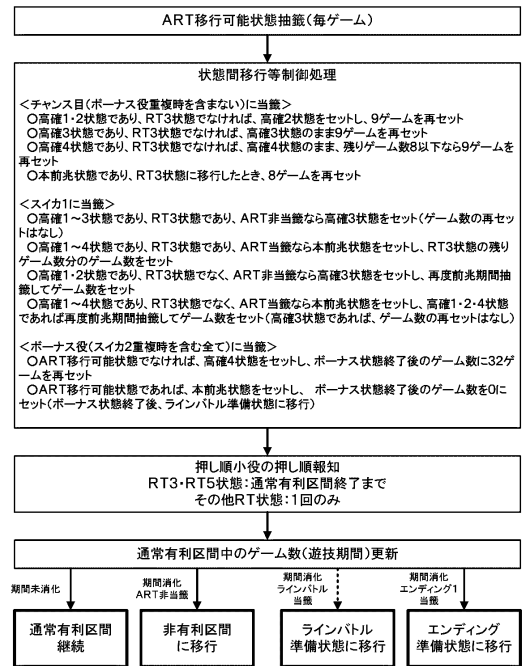 ART移行可能状態抽籤(毎ゲーム)
状態間移行等制御処理
＜チャンス目(ボーナス役重複時を含まない)に当籤＞
○高確1・2状態であり、RT3状態でなければ、高確2状態をセットし、9ゲームを再セット
○高確3状態であり、RT3状態でなければ、高確3状態のまま9ゲームを再セット
○高確4状態であり、RT3状態でなければ、高確4状態のまま、残りゲーム数8以下なら9ゲームを
再セット
○本前兆状態であり、RT3状態に移行したとき、8ゲームを再セット
＜スイカ1に当籤＞
○高確1～3状態であり、RT3状態であり、ART非当籤なら高確3状態をセット(ゲーム数の再セッ
トはなし)
○高確1～4状態であり、RT3状態であり、ART当籤なら本前兆状態をセットし、RT3状態の残り
ゲーム数分のゲーム数をセット
○高確1・2状態であり、RT3状態でなく、ART非当籤なら高確3状態をセットし、再度前兆期間抽
籤してゲーム数をセット
○高確1～4状態であり、RT3状態でなく、ART当籤なら本前兆状態をセットし、高確1・2・4状態
であれば再度前兆期間抽籤してゲーム数をセット(高確3状態であれば、ゲーム数の再セットはなし)
＜ボーナス役(スイカ2重複時を含む全て)に当籤＞
○ART移行可能状態でなければ、高確4状態をセットし、ボーナス状態終了後のゲーム数に32ゲ
ームを再セット
○ART移行可能状態であれば、本前兆状態をセットし、 ボーナス状態終了後のゲーム数を0に
セット(ボーナス状態終了後、ラインバトル準備状態に移行)
押し順小役の押し順報知
RT3・RT5状態:通常有利区間終了まで
その他RT状態:1回のみ
通常有利区間中のゲーム数(遊技期間)更新
期間未消化
期間消化
ART非当籤
期間消化
ラインバトル
当籤
期間消化
エンディング1
当籤
通常有利区間
継続
非有利区間
に移行
ラインバトル
準備状態に移行
エンディング
準備状態に移行